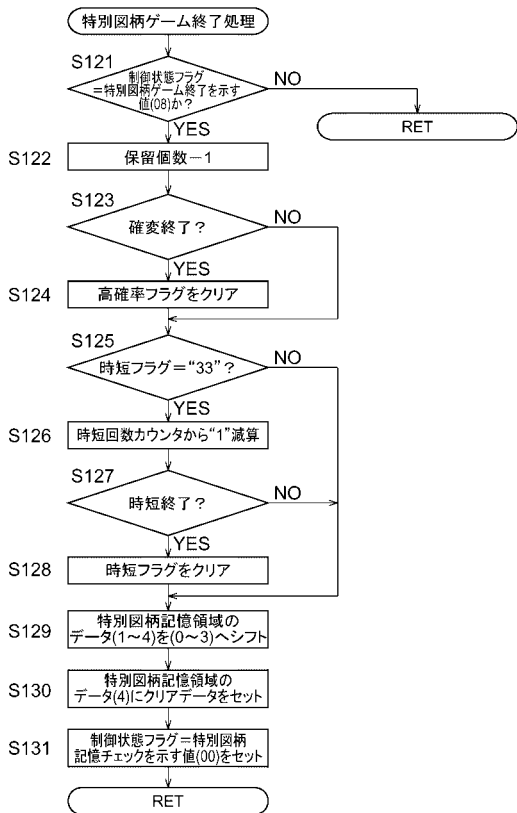 特別図柄ゲーム終了処理
S121
制御状態フラグ
＝特別図柄ゲーム終了を示す
値(08)か？
NO
RET
YES
S122
保留個数－1
S123
確変終了？
NO
YES
S124
高確率フラグをクリア
S125
時短フラグ＝“33”？
NO
YES
S126
時短回数カウンタから“1”減算
S127
時短終了？
NO
YES
S128
時短フラグをクリア
S129
特別図柄記憶領域の
データ(1～4)を(0～3)へシフト
S130
特別図柄記憶領域の
データ(4)にクリアデータをセット
S131
制御状態フラグ＝特別図柄
記憶チェックを示す値(00)をセット
RET